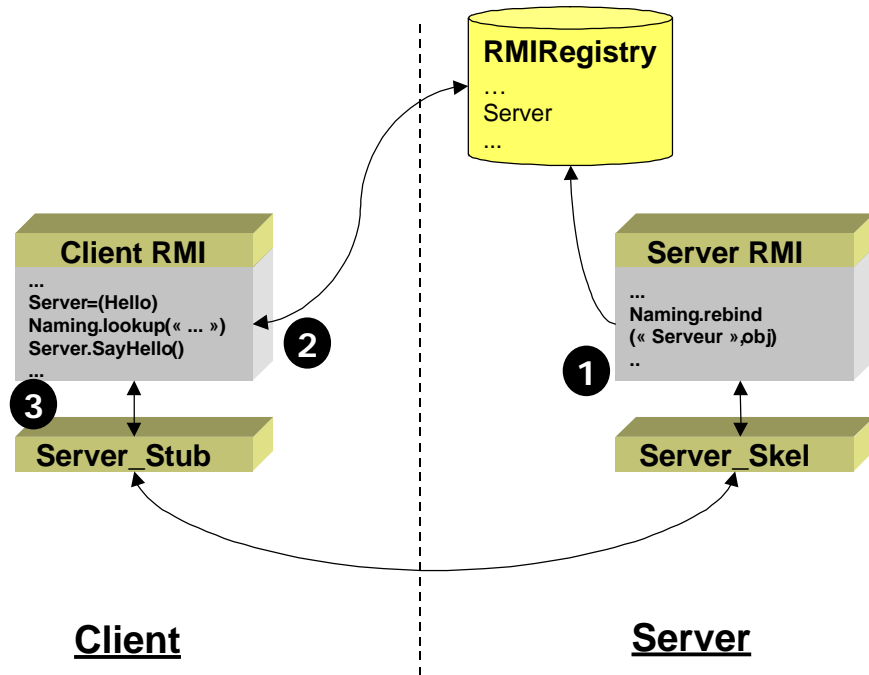 RMIRegistry
...
Server
...
Client RMI
...
Server=(Hello)
Naming.lookup(« ... »)
Server.SayHello()
...
2
3
Server_Stub
Server RMI
...
Naming.rebind
(« Serveur »,obj)
..
1
Server_Skel
Client
Server